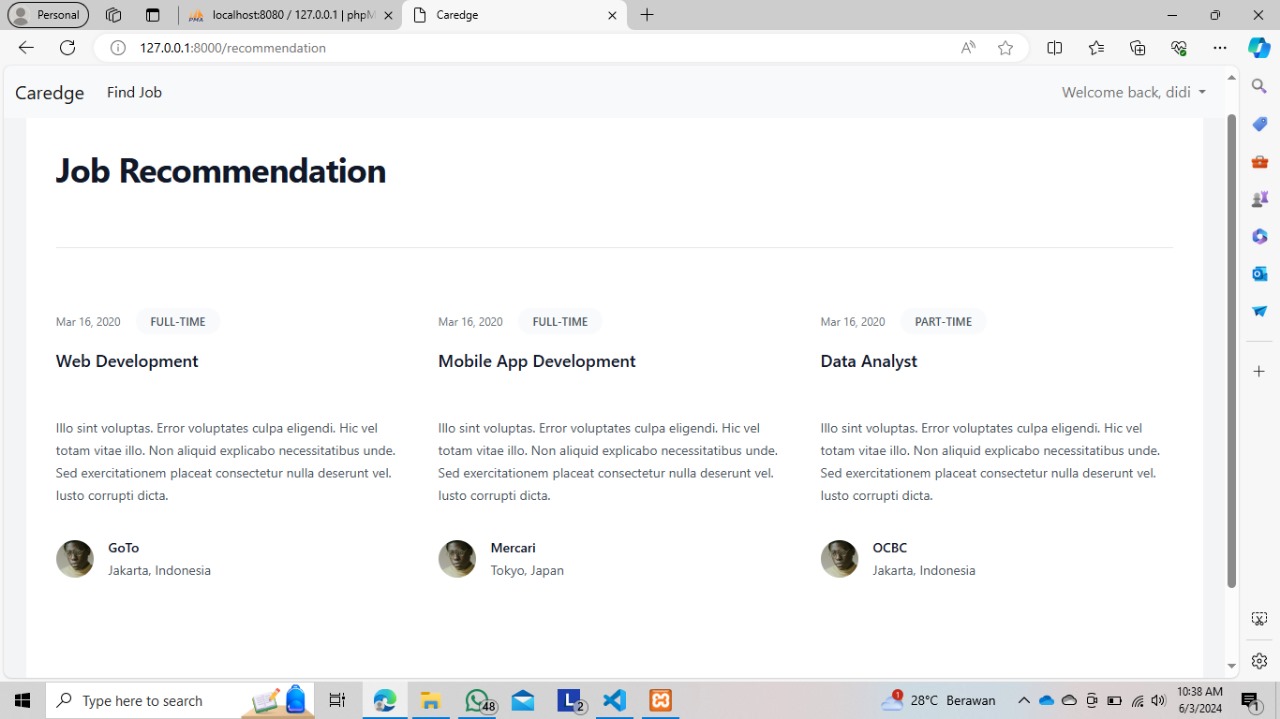 Personal
localhost:8080 / 127.0.0.1 | phpM
Caredge
127.0.0.1:8000/recommendation
Caredge
Find Job
Welcome back, didi
Job Recommendation
Mar 16, 2020
FULL-TIME
Web Development
Illo sint voluptas. Error voluptates culpa eligendi. Hic vel
totam vitae illo. Non aliquid explicabo necessitatibus unde.
Sed exercitationem placeat consectetur nulla deserunt vel.
Iusto corrupti dicta.
GoTo
Jakarta, Indonesia
Mar 16, 2020
FULL-TIME
Mobile App Development
Illo sint voluptas. Error voluptates culpa eligendi. Hic vel
totam vitae illo. Non aliquid explicabo necessitatibus unde.
Sed exercitationem placeat consectetur nulla deserunt vel.
Iusto corrupti dicta.
Mercari
Tokyo, Japan
Mar 16, 2020
PART-TIME
Data Analyst
Illo sint voluptas. Error voluptates culpa eligendi. Hic vel
totam vitae illo. Non aliquid explicabo necessitatibus unde.
Sed exercitationem placeat consectetur nulla deserunt vel.
Iusto corrupti dicta.
OCBC
Jakarta, Indonesia
Type here to search
48
L
2
1
28°C Berawan
10:38 AM
6/3/2024
1